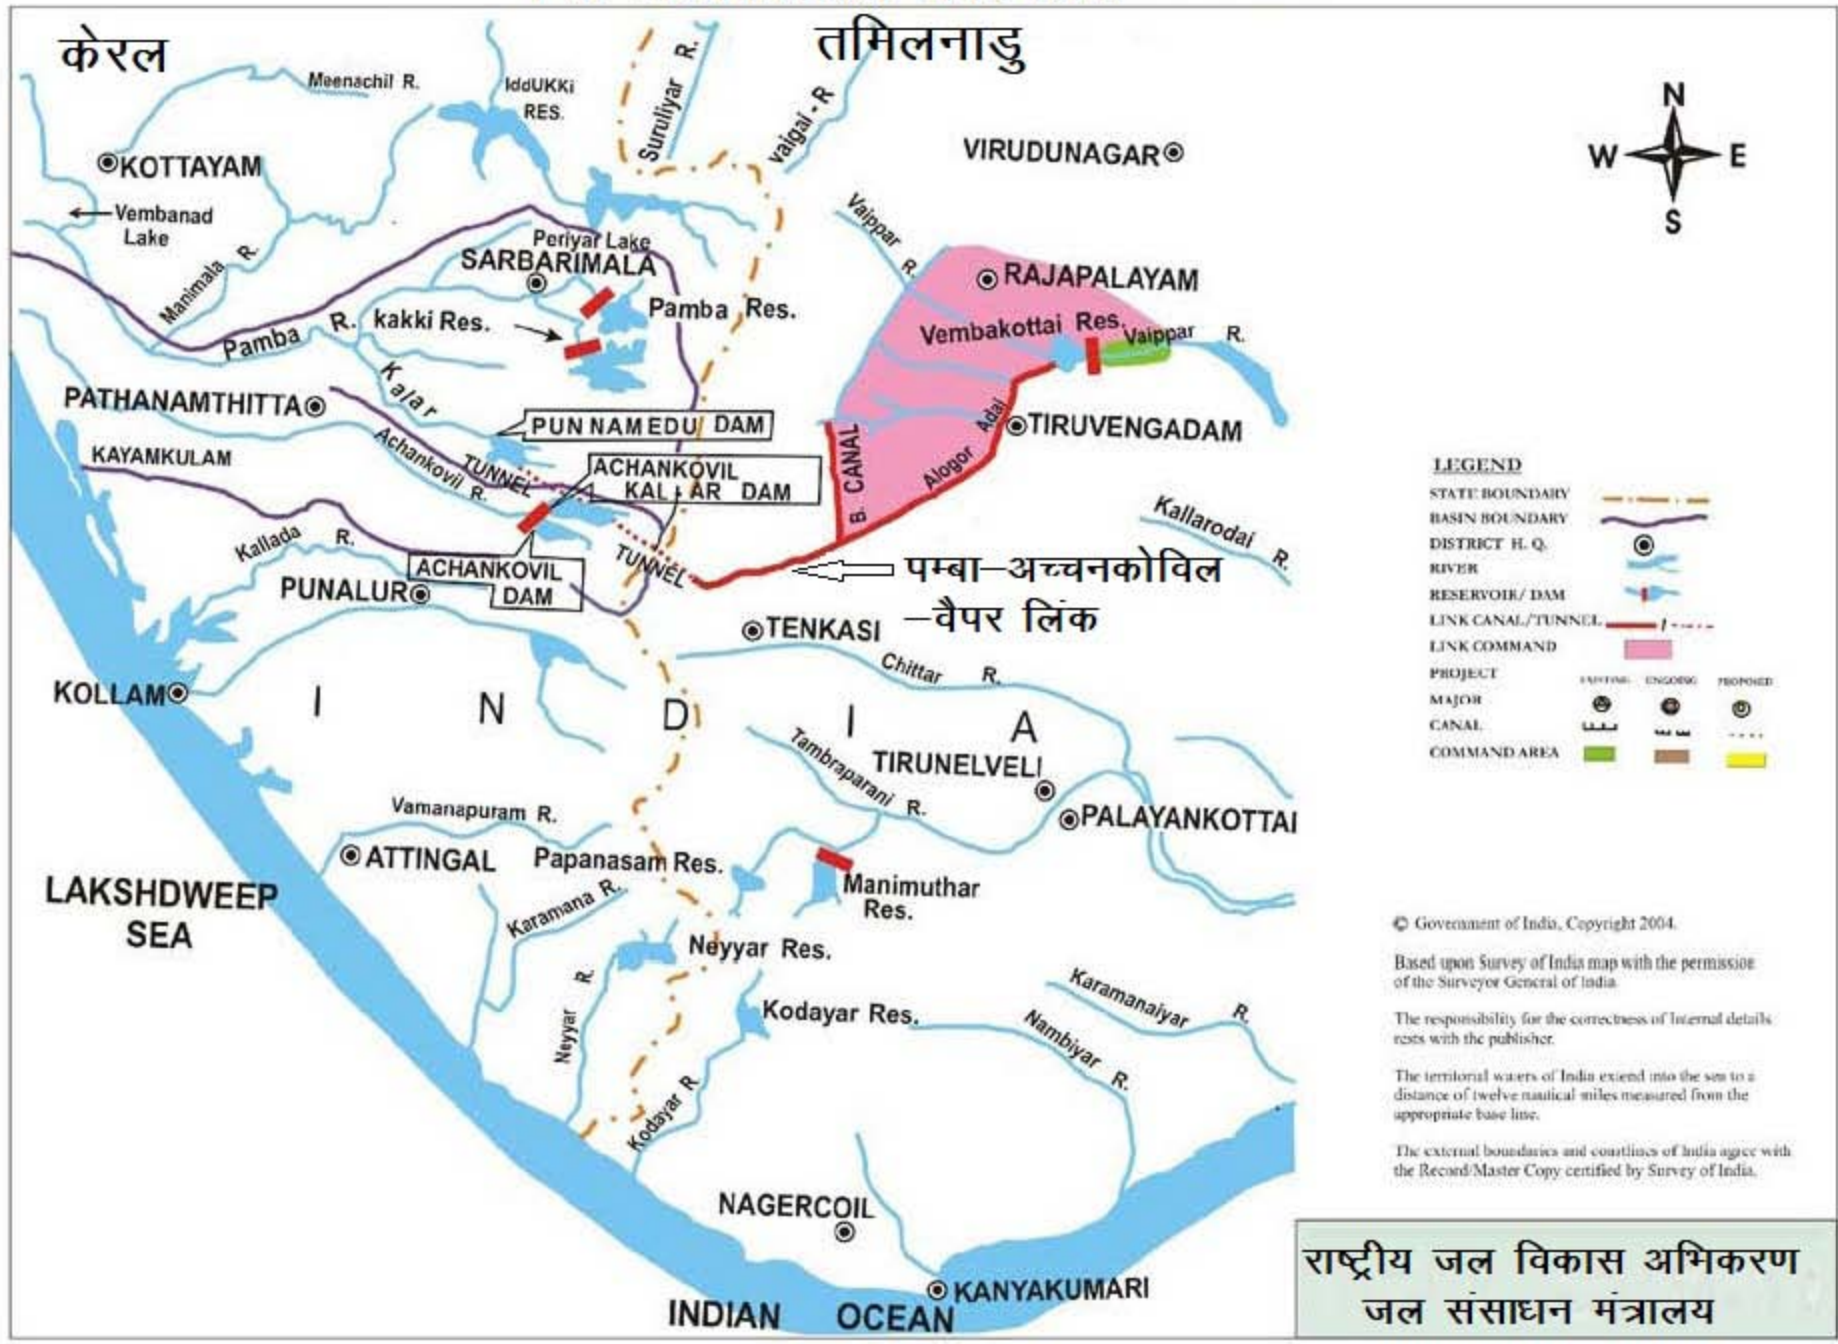 केरल
तमिलनाडु
Meenachil R.
IddUKKi
RES.
Suruliyar R.
Vaigai - R
VIRUDUNAGAR
N
W E
S
KOTTAYAM
Vembanad
Lake
Manimala R.
Periyar Lake
SARBARIMALA
Pamba Res.
kakki Res.
Pamba R.
Vaippar R.
RAJAPALAYAM
Vembakottai Res.
Vaippar R.
Kalar
PATHANAMTHITTA
PUNNAMEDU DAM
TIRUVENGADAM
Achankovil R.
KAYAMKULAM
TUNNEL
ACHANKOVIL
KAL AR DAM
B. CANAL
Alogor Adai
Kallada R.
TUNNEL
Kallarodai R.
ACHANKOVIL
DAM
PUNALUR
पम्बा–अच्चनकोविल
–वैपर लिंक
TENKASI
Chittar R.
KOLLAM
I N D I A
Tambraparani R.
TIRUNELVELI
PALAYANKOTTAI
Vamanapuram R.
ATTINGAL
Papanasam Res.
Manimuthar
Res.
Karamana R.
LAKSHDWEEP
SEA
Neyyar Res.
Neyyar R.
Kodayar Res.
Karamanaiyar R.
Nambiyar R.
Kodayar R
NAGERCOIL
KANYAKUMARI
INDIAN OCEAN
LEGEND
STATE BOUNDARY
BASIN BOUNDARY
DISTRICT H. Q.
RIVER
RESERVOIR/ DAM
LINK CANAL/TUNNEL
LINK COMMAND
PROJECT EXISTING ONGOING PROPOSED
MAJOR
CANAL
COMMAND AREA
© Government of India, Copyright 2004.
Based upon Survey of India map with the permission
of the Surveyor General of India.
The responsibility for the correctness of Internal details
rests with the publisher.
The territorial waters of India extend into the sea to a
distance of twelve nautical miles measured from the
appropriate base line.
The external boundaries and coastlines of India agree with
the Record/Master Copy certified by Survey of India.
राष्ट्रीय जल विकास अभिकरण
जल संसाधन मंत्रालय